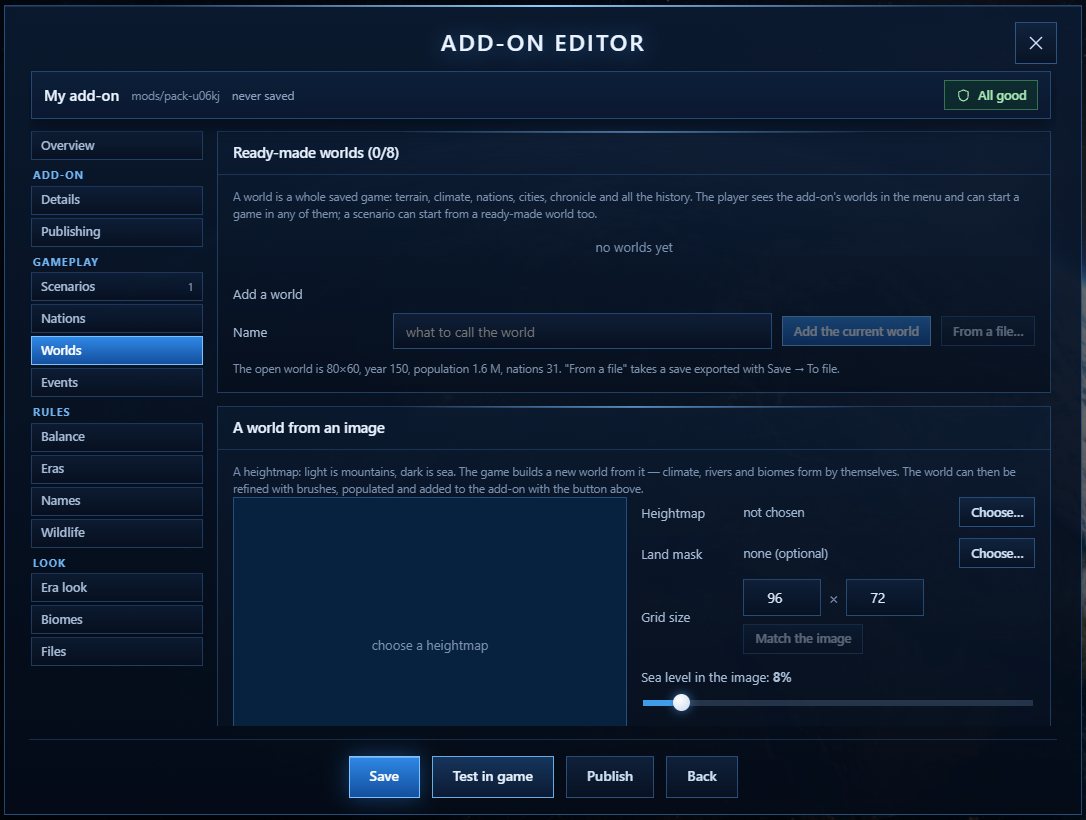 ADD-ON EDITOR
My add-on mods/pack-u06kj never saved All good
Overview
ADD-ON
Details
Publishing
GAMEPLAY
Scenarios 1
Nations
Worlds
Events
RULES
Balance
Eras
Names
Wildlife
LOOK
Era look
Biomes
Files
Ready-made worlds (0/8)
A world is a whole saved game: terrain, climate, nations, cities, chronicle and all the history. The player sees the add-on's worlds in the menu and can start a
game in any of them; a scenario can start from a ready-made world too.
no worlds yet
Add a world
Name what to call the world Add the current world From a file...
The open world is 80×60, year 150, population 1.6 M, nations 31. "From a file" takes a save exported with Save → To file.
A world from an image
A heightmap: light is mountains, dark is sea. The game builds a new world from it — climate, rivers and biomes form by themselves. The world can then be
refined with brushes, populated and added to the add-on with the button above.
choose a heightmap
Heightmap not chosen Choose...
Land mask none (optional) Choose...
Grid size 96 × 72
Match the image
Sea level in the image: 8%
Save Test in game Publish Back